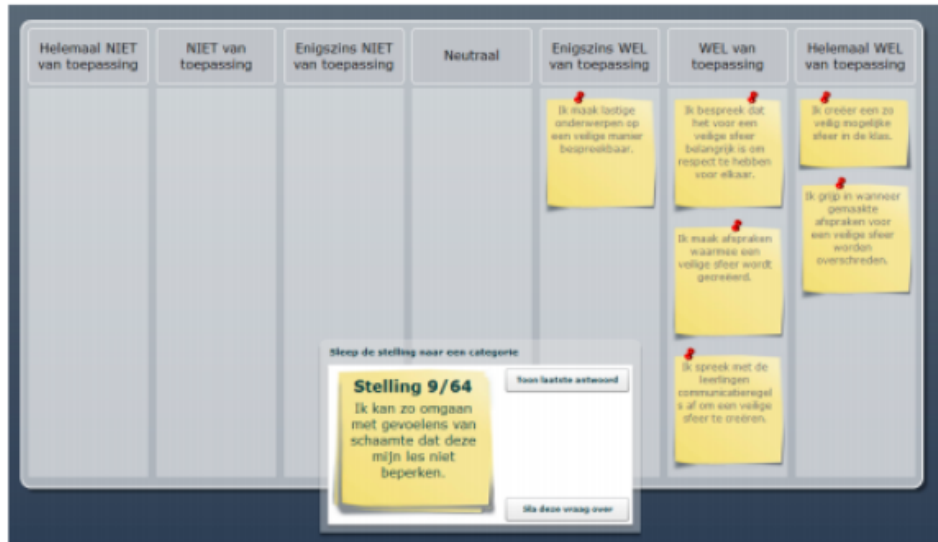 Helemaal NIET
van toepassing
NIET van
toepassing
Enigszins NIET
van toepassing
Neutraal
Enigszins WEL
van toepassing
WEL van
toepassing
Helemaal WEL
van toepassing
Ik maak lastige
onderwerpen op
een veilige manier
bespreekbaar.
Ik bespreek dat
het voor een
veilige sfeer
belangrijk is om
respect te hebben
voor elkaar.
Ik maak afspraken
waarmee een
veilige sfeer wordt
gecreëerd.
Ik spreek met de
leerlingen
communicatieregel
s af om een veilige
sfeer te creëren.
Ik creëer een zo
veilig mogelijke
sfeer in de klas.
Ik grijp in wanneer
gemaakte
afspraken voor
een veilige sfeer
worden
overschreden.
Sleep de stelling naar een categorie
Stelling 9/64
Ik kan zo omgaan
met gevoelens van
schaamte dat deze
mijn les niet
beperken.
Toon laatste antwoord
Sla deze vraag over